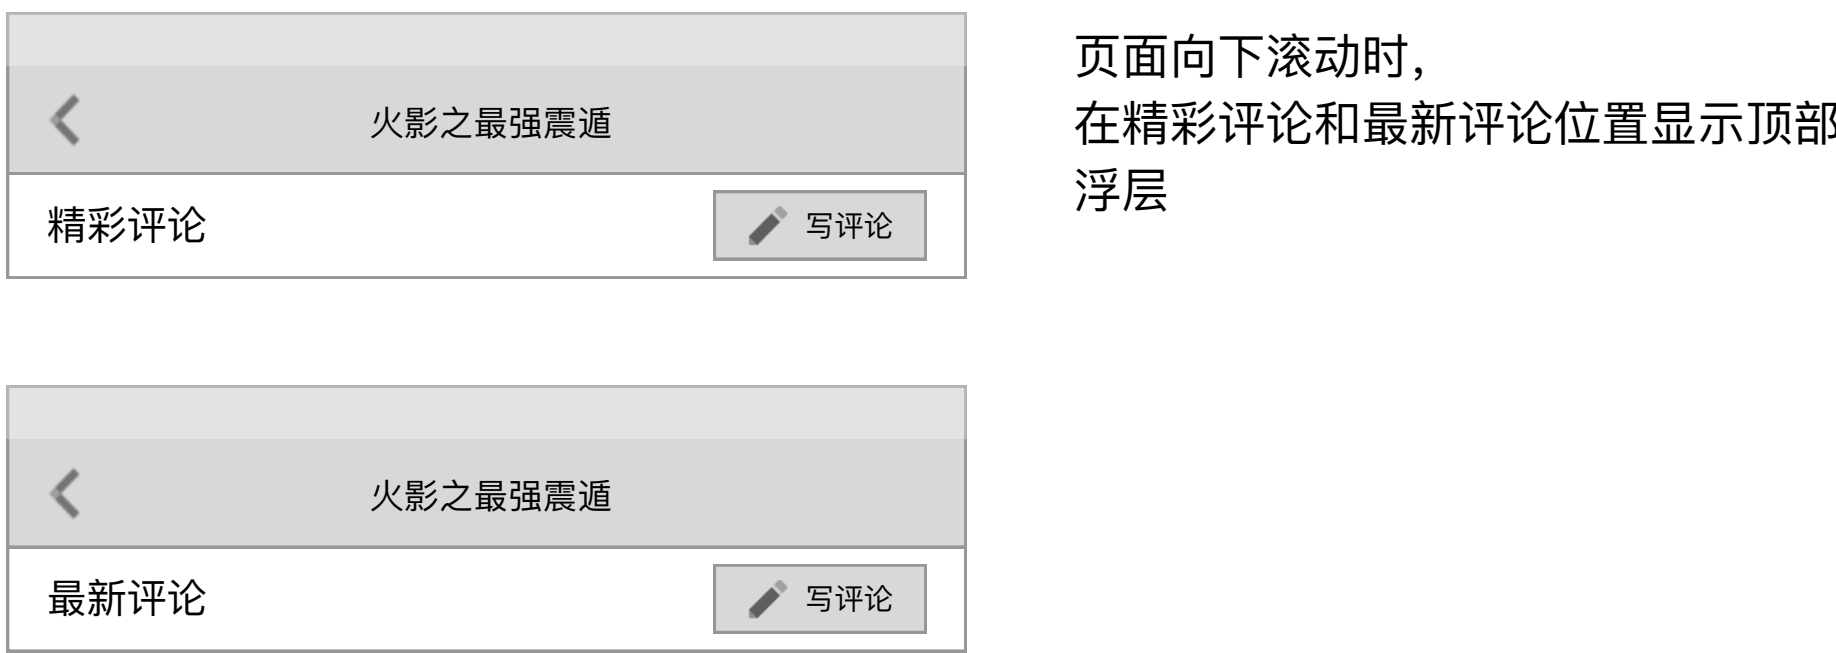 火影之最强震遁
精彩评论
写评论
页面向下滚动时，
在精彩评论和最新评论位置显示顶部
浮层
火影之最强震遁
最新评论
写评论